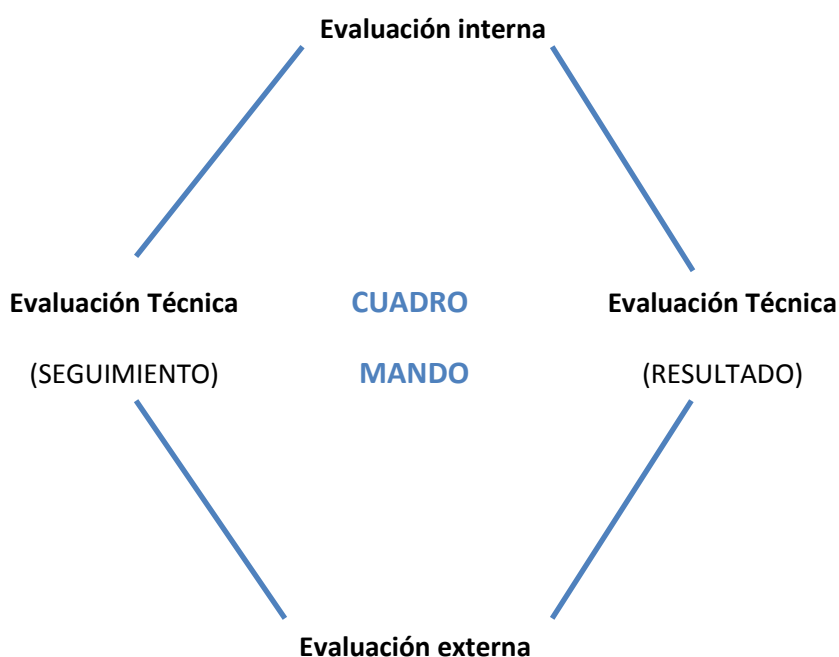 Evaluación interna
Evaluación Técnica CUADRO Evaluación Técnica
(SEGUIMIENTO) MANDO (RESULTADO)
Evaluación externa